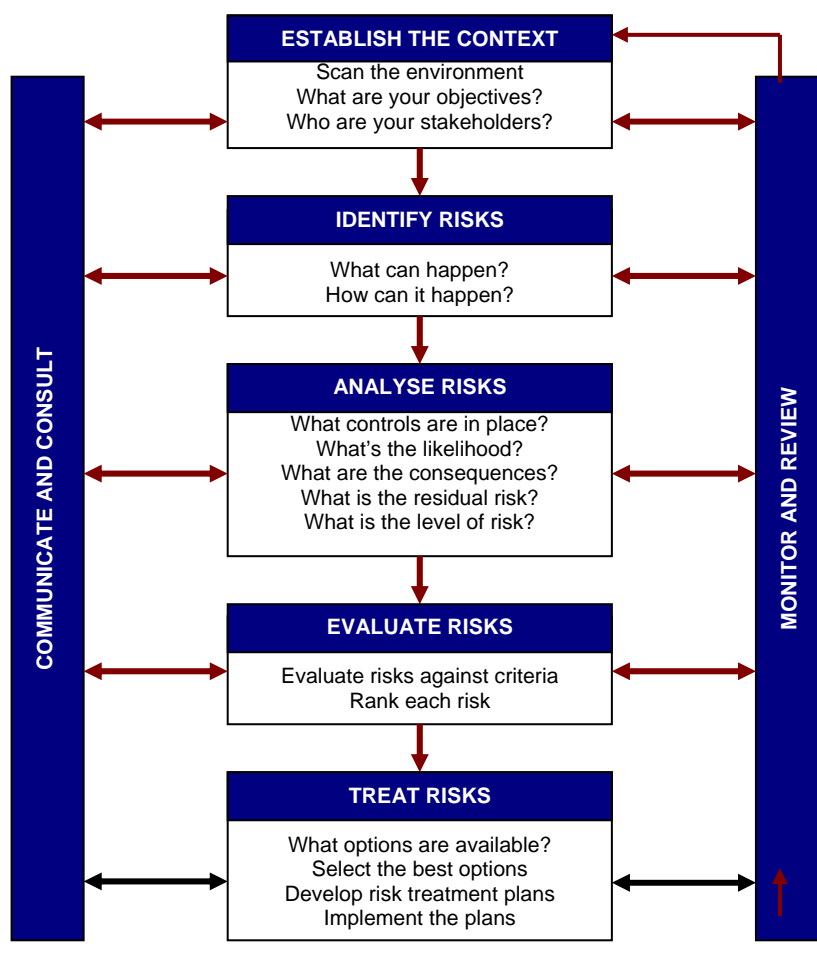 ESTABLISH THE CONTEXT
Scan the environment
What are your objectives?
Who are your stakeholders?
IDENTIFY RISKS
What can happen?
How can it happen?
ANALYSE RISKS
What controls are in place?
What’s the likelihood?
What are the consequences?
What is the residual risk?
What is the level of risk?
EVALUATE RISKS
Evaluate risks against criteria
Rank each risk
TREAT RISKS
What options are available?
Select the best options
Develop risk treatment plans
Implement the plans
COMMUNICATE AND CONSULT
MONITOR AND REVIEW